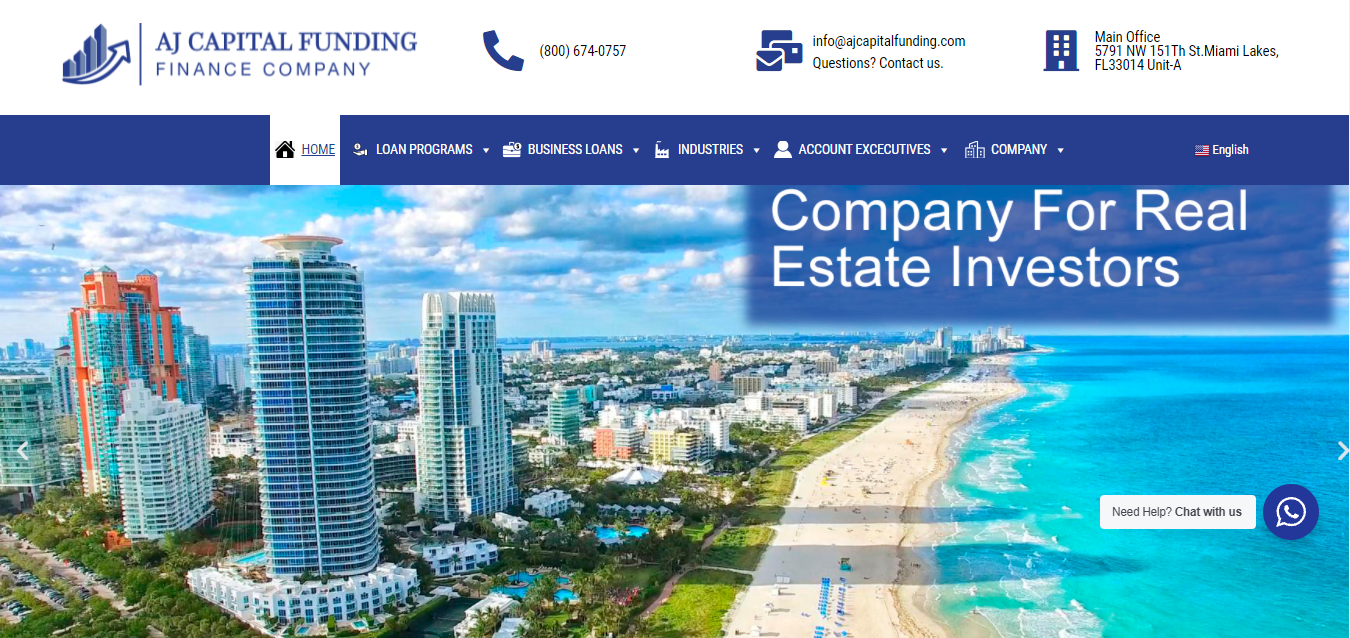 AJ CAPITAL FUNDING
FINANCE COMPANY
(800) 674-0757
info@ajcapitalfunding.com
Questions? Contact us.
Main Office
5791 NW 151Th St.Miami Lakes,
FL33014 Unit-A
HOME
LOAN PROGRAMS
BUSINESS LOANS
INDUSTRIES
ACCOUNT EXCECUTIVES
COMPANY
English
Company For Real
Estate Investors
Need Help? Chat with us